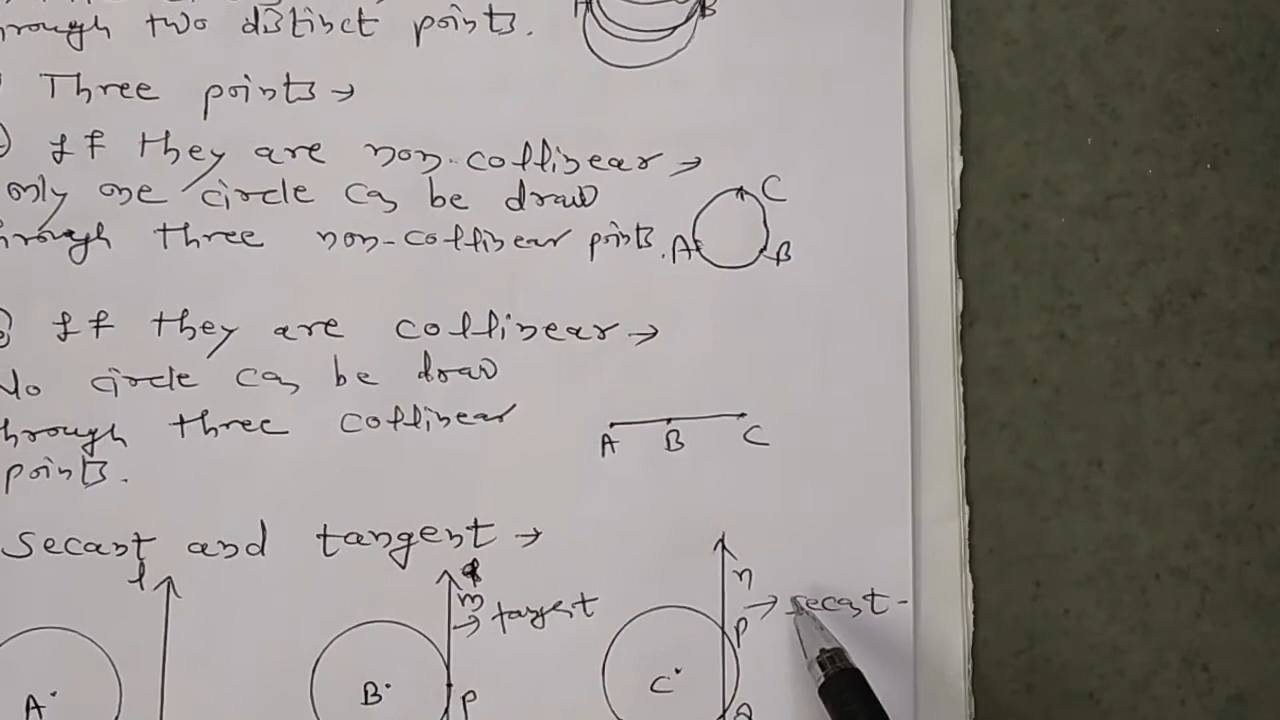 through two distinct points.
A B
Three points →
If they are non-collinear →
only one circle can be draw
through three non-collinear points.
C
A B
If they are collinear →
No circle can be draw
through three collinear
points.
A B C
Secant and tangent →
l
m
→ tangent
n
→ secant -
P
A
B
P
C
Q